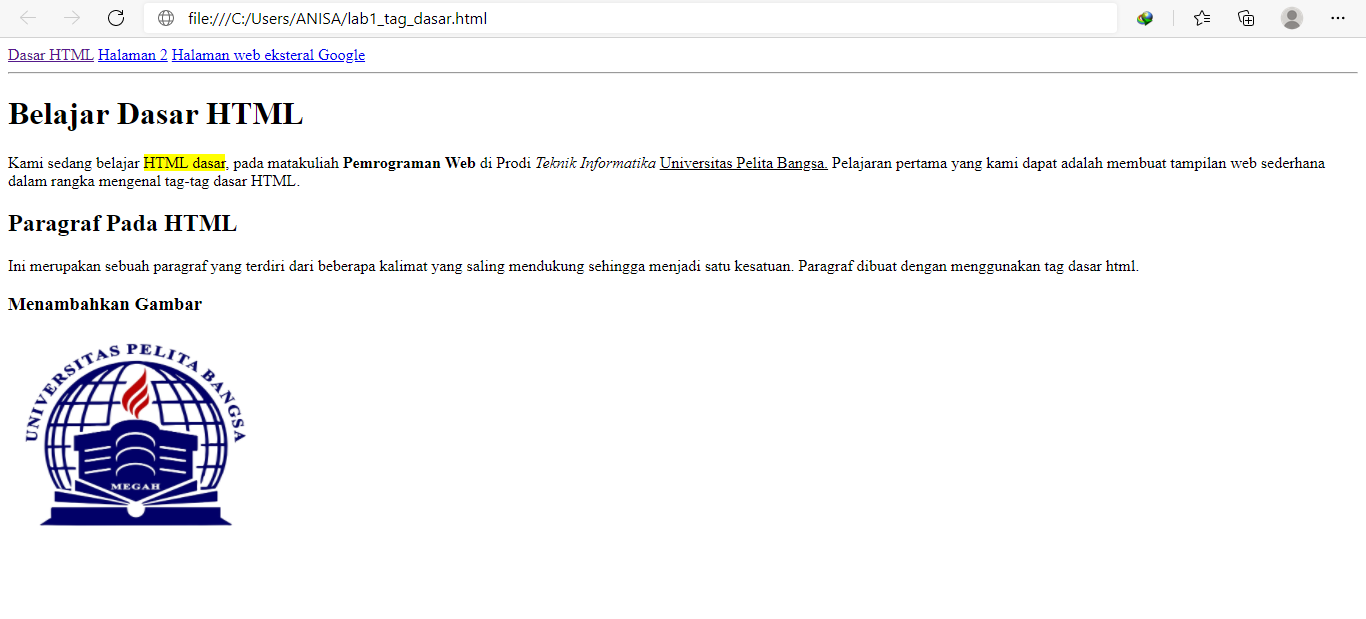 file:///C:/Users/ANISA/lab1_tag_dasar.html
Dasar HTML Halaman 2 Halaman web eksteral Google
Belajar Dasar HTML
Kami sedang belajar HTML dasar, pada matakuliah Pemrograman Web di Prodi Teknik Informatika Universitas Pelita Bangsa. Pelajaran pertama yang kami dapat adalah membuat tampilan web sederhana
dalam rangka mengenal tag-tag dasar HTML.
Paragraf Pada HTML
Ini merupakan sebuah paragraf yang terdiri dari beberapa kalimat yang saling mendukung sehingga menjadi satu kesatuan. Paragraf dibuat dengan menggunakan tag dasar html.
Menambahkan Gambar
UNIVERSITAS PELITA BANGSA
MEGAH